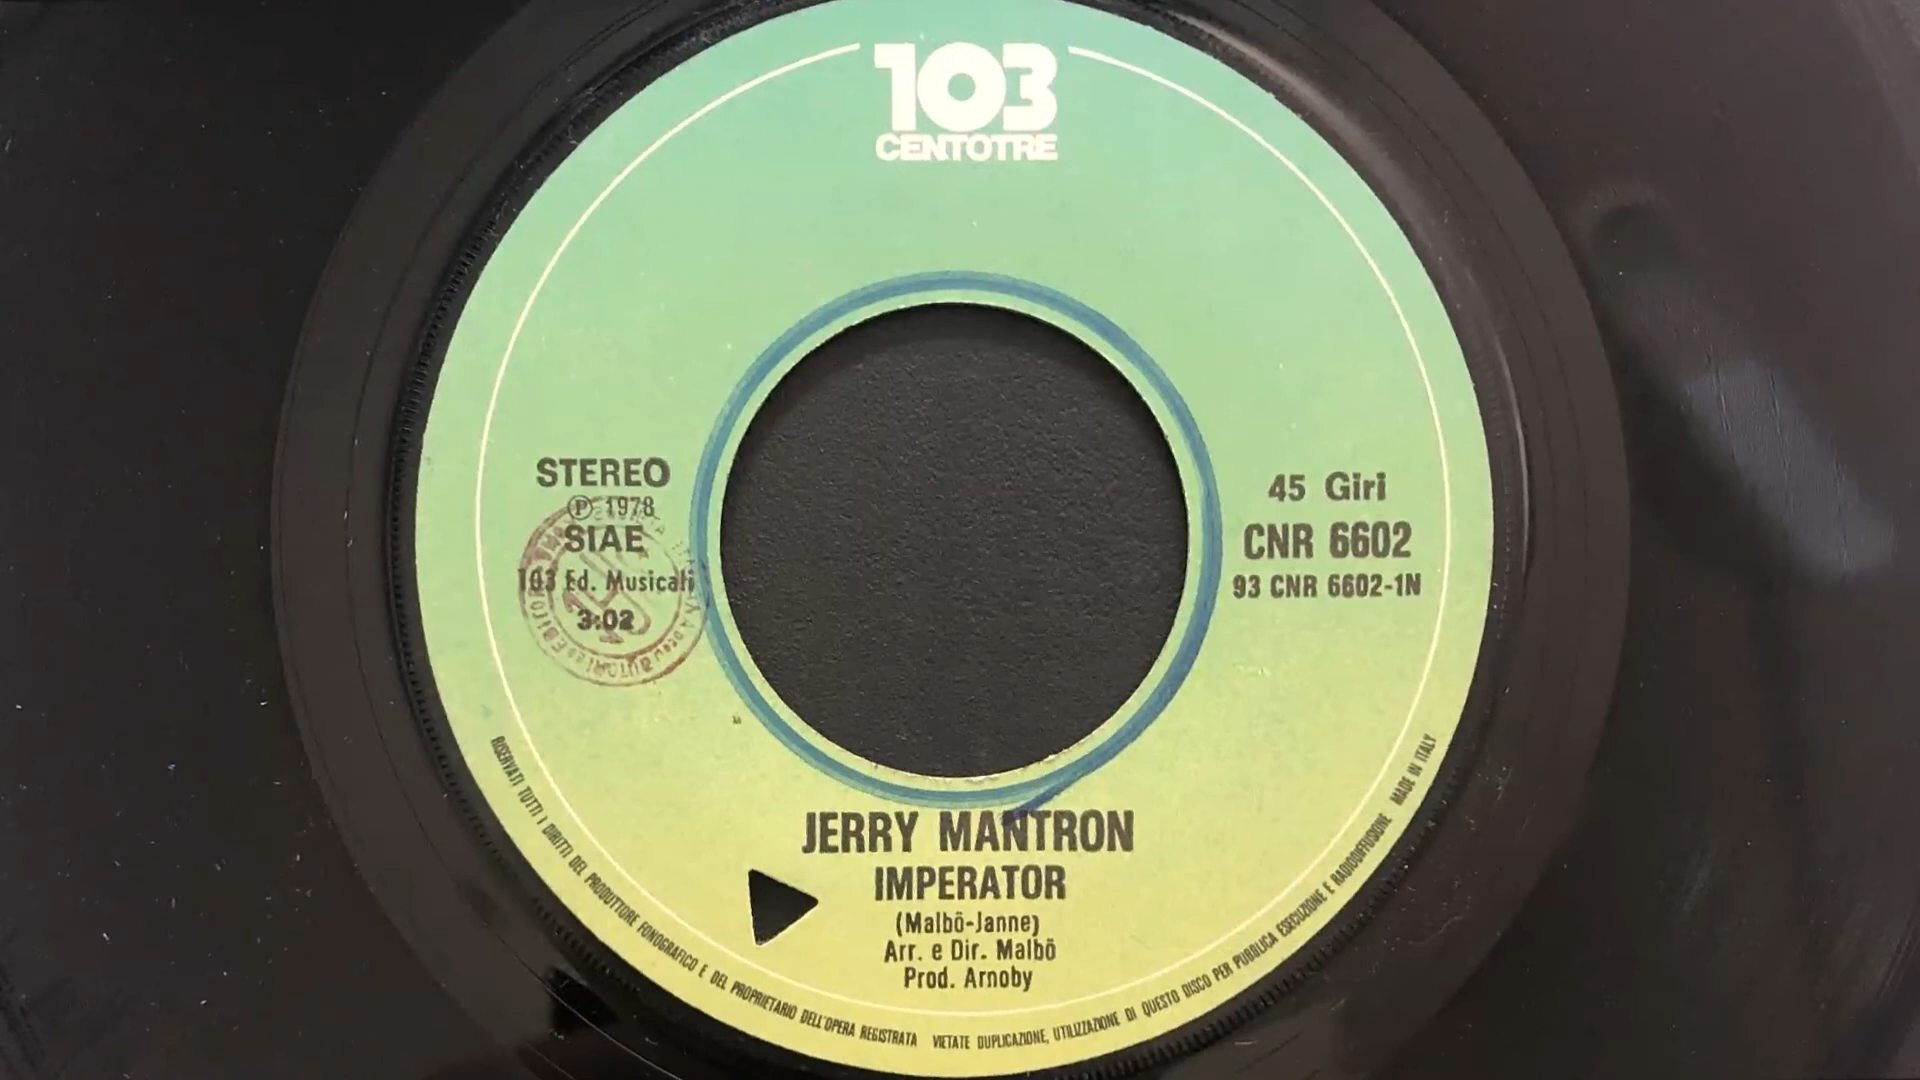 103
CENTOTRE
STEREO
Ⓟ 1978
SIAE
103 Ed. Musicali
3:02
45 Giri
CNR 6602
93 CNR 6602-1N
JERRY MANTRON
IMPERATOR
(Malbö-Janne)
Arr. e Dir. Malbö
Prod. Arnoby
RISERVATI TUTTI I DIRITTI DEL PRODUTTORE FONOGRAFICO E DEL PROPRIETARIO DELL'OPERA REGISTRATA VIETATE DUPLICAZIONE, UTILIZZAZIONE DI QUESTO DISCO PER PUBBLICA ESECUZIONE E RADIODIFFUSIONE MADE IN ITALY